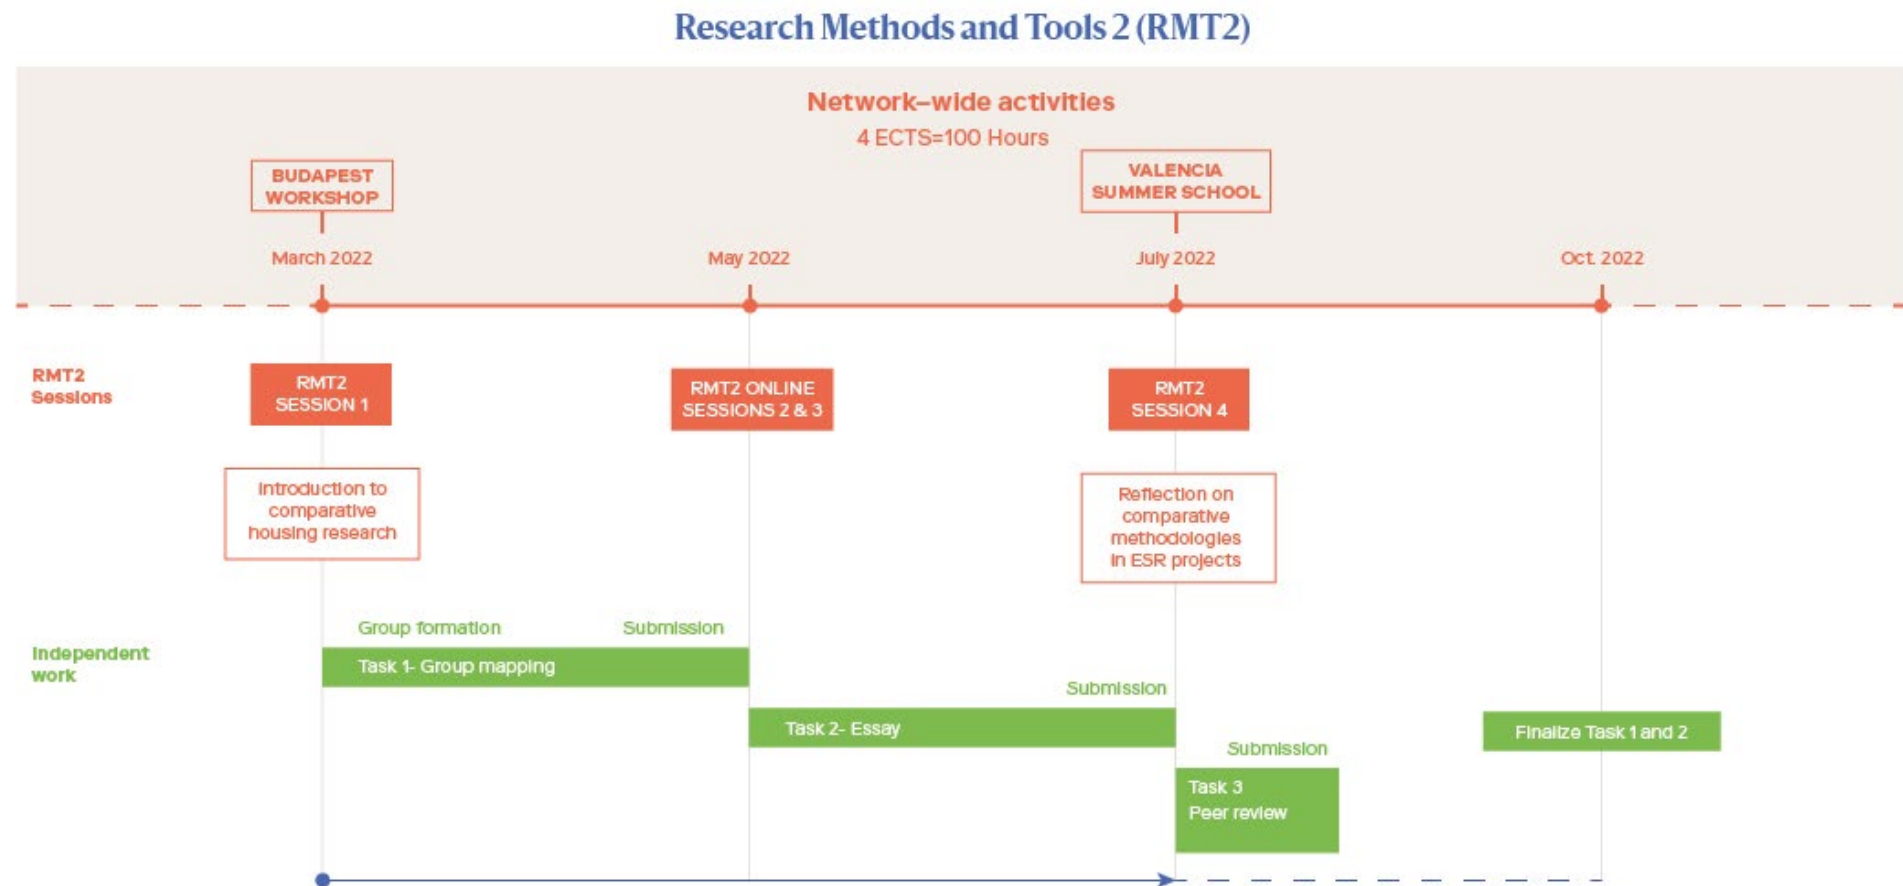 Research Methods and Tools 2 (RMT2)
Network–wide activities
4 ECTS=100 Hours
BUDAPEST
WORKSHOP
VALENCIA
SUMMER SCHOOL
March 2022
May 2022
July 2022
Oct. 2022
RMT2
Sessions
RMT2
SESSION 1
RMT2 ONLINE
SESSIONS 2 & 3
RMT2
SESSION 4
Introduction to
comparative
housing research
Reflection on
comparative
methodologies
in ESR projects
Independent
work
Group formation
Submission
Task 1- Group mapping
Submission
Task 2- Essay
Finalize Task 1 and 2
Submission
Task 3
Peer review